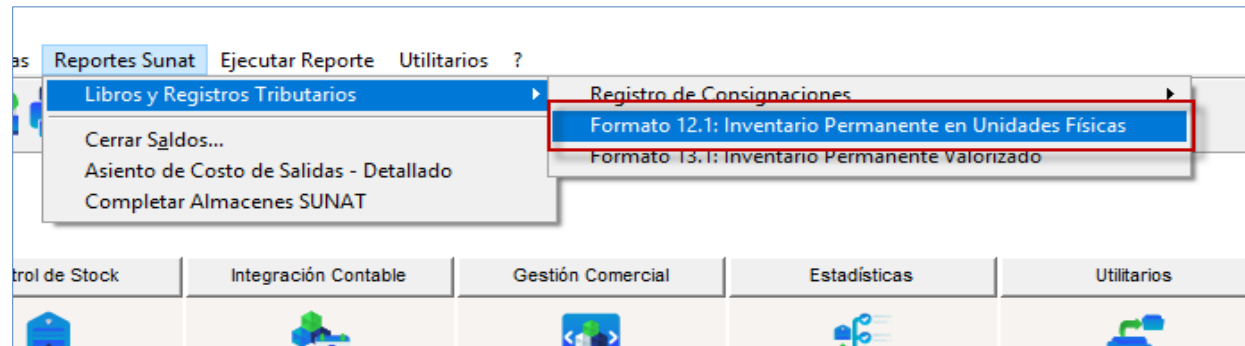 as Reportes Sunat Ejecutar Reporte Utilitarios ?
Libros y Registros Tributarios
Registro de Consignaciones
Formato 12.1: Inventario Permanente en Unidades Físicas
Formato 13.1: Inventario Permanente Valorizado
Cerrar Saldos...
Asiento de Costo de Salidas - Detallado
Completar Almacenes SUNAT
trol de Stock Integración Contable Gestión Comercial Estadísticas Utilitarios